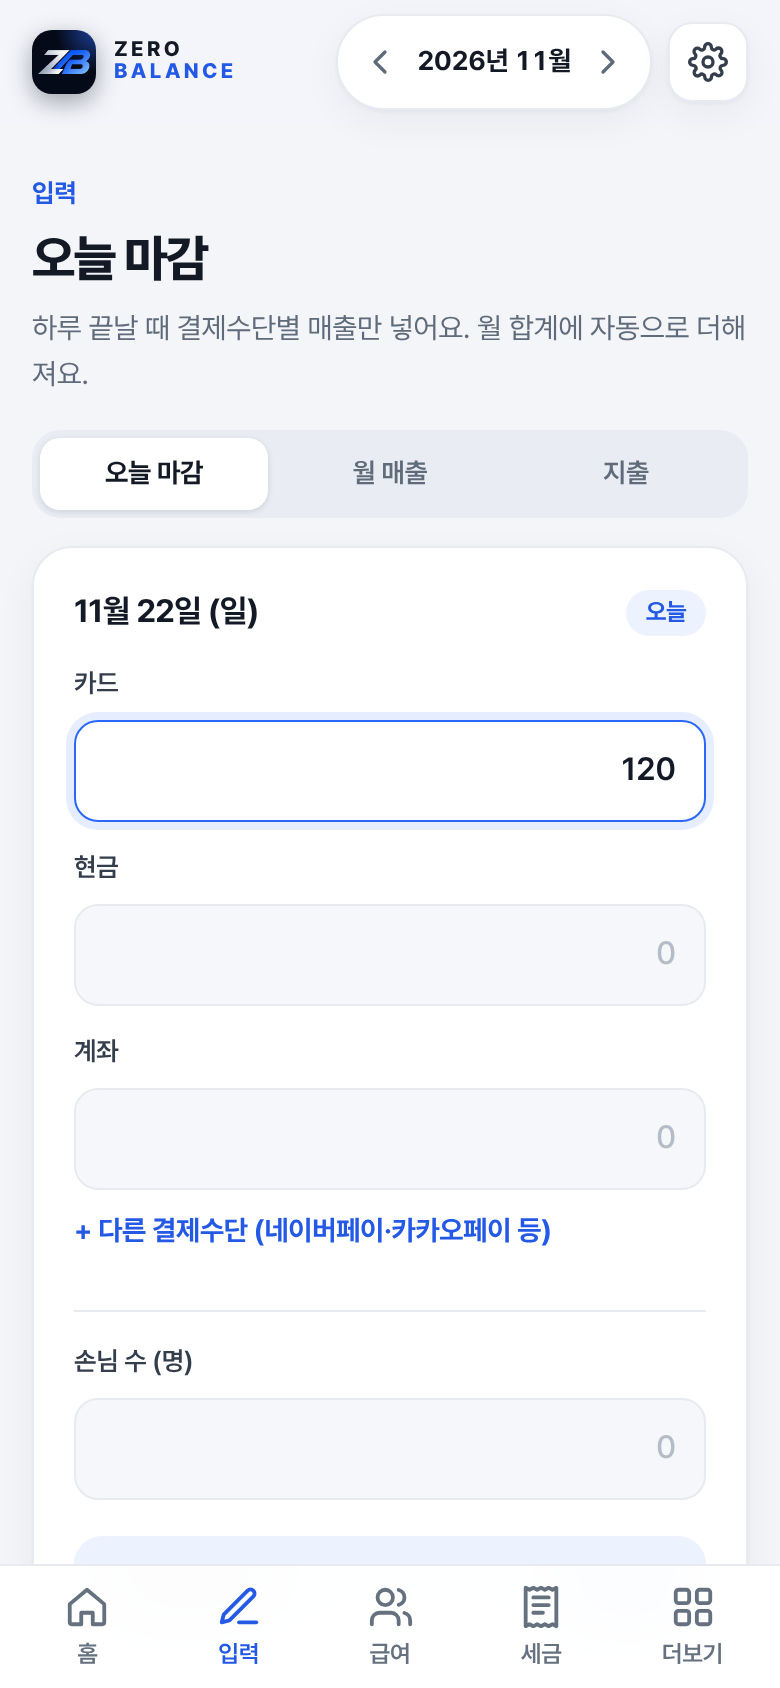 ZB
ZERO
BALANCE
2026년 11월
입력
오늘 마감
하루 끝날 때 결제수단별 매출만 넣어요. 월 합계에 자동으로 더해
져요.
오늘 마감
월 매출
지출
11월 22일 (일)
오늘
카드
120
현금
0
계좌
0
+ 다른 결제수단 (네이버페이·카카오페이 등)
손님 수 (명)
0
홈
입력
급여
세금
더보기